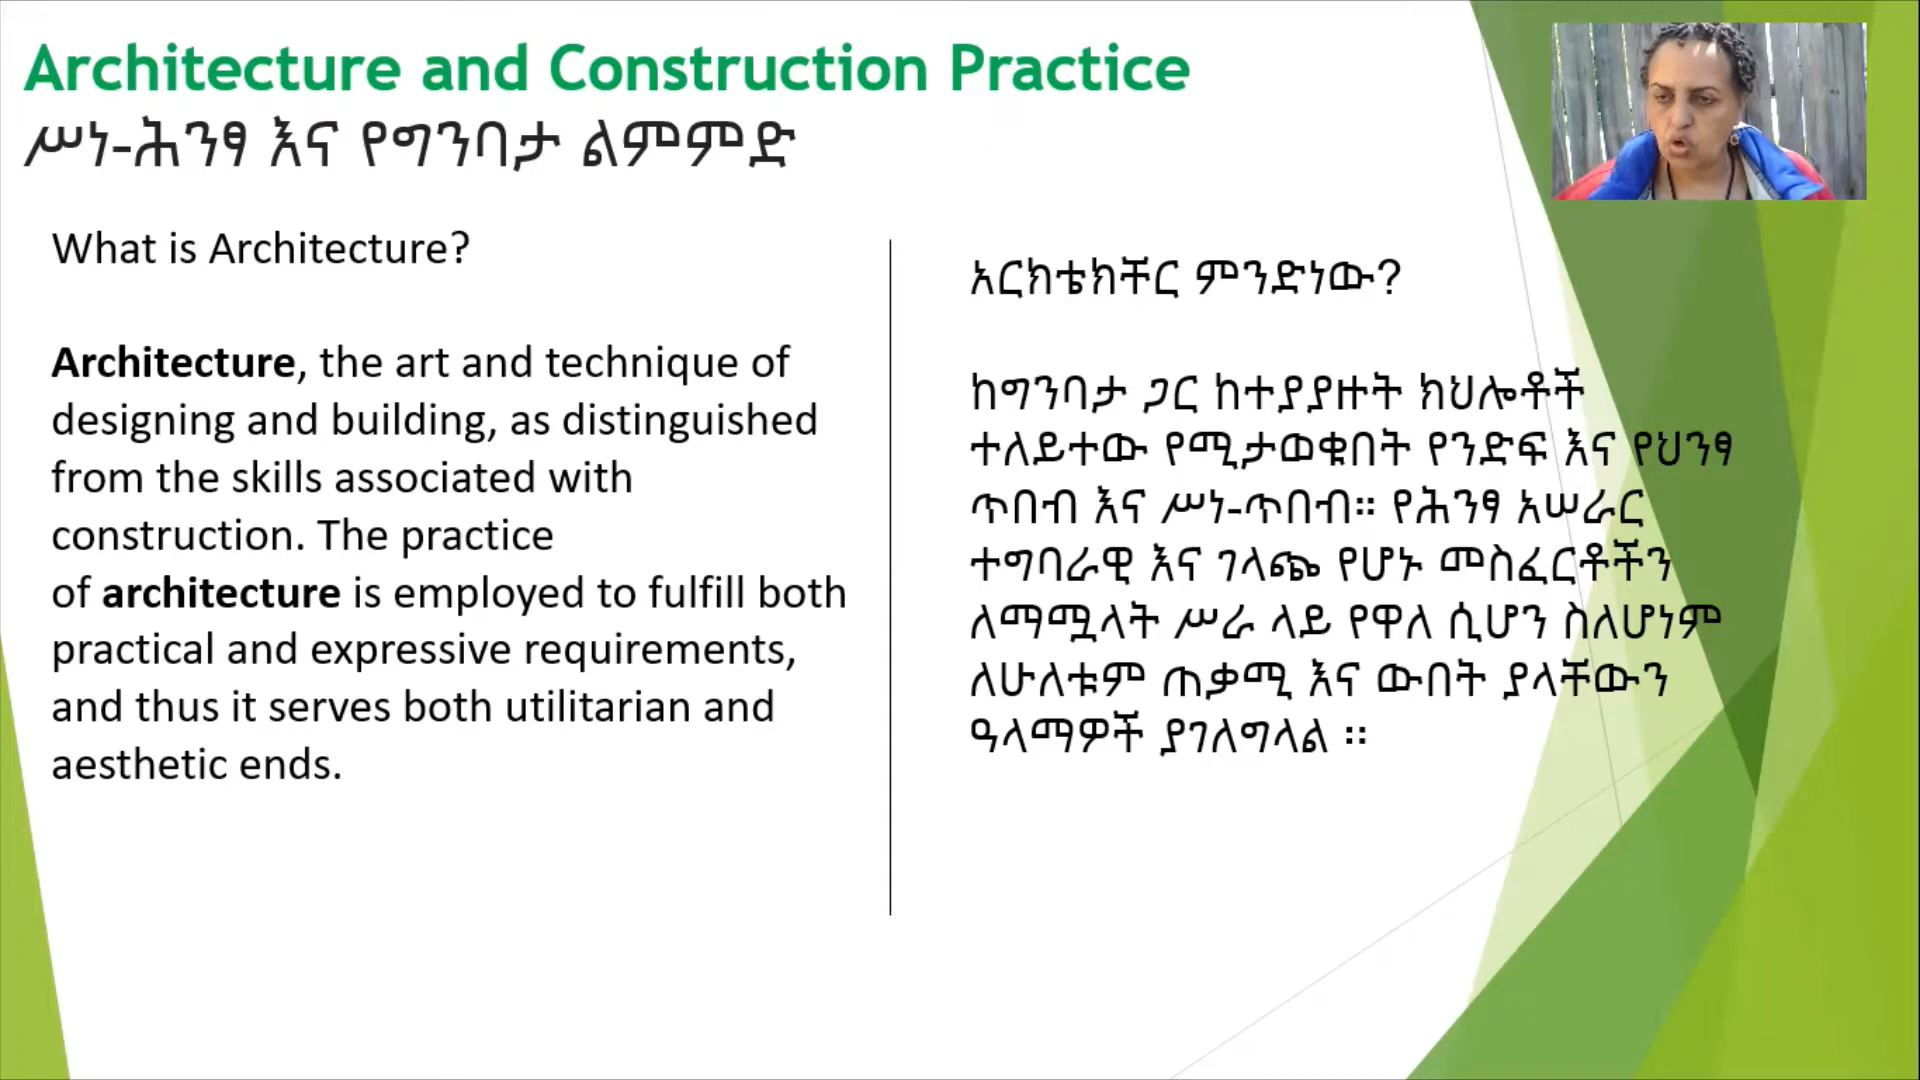 Architecture and Construction Practice
ሥነ-ሕንፃ እና የግንባታ ልምምድ
What is Architecture?
Architecture, the art and technique of
designing and building, as distinguished
from the skills associated with
construction. The practice
of architecture is employed to fulfill both
practical and expressive requirements,
and thus it serves both utilitarian and
aesthetic ends.
አርክቴክቸር ምንድነው?
ከግንባታ ጋር ከተያያዙት ክህሎቶች
ተለይተው የሚታወቁበት የንድፍ እና የህንፃ
ጥበብ እና ሥነ-ጥበብ። የሕንፃ አሠራር
ተግባራዊ እና ገላጭ የሆኑ መስፈርቶችን
ለማሟላት ሥራ ላይ የዋለ ሲሆን ስለሆነም
ለሁለቱም ጠቃሚ እና ውበት ያላቸውን
ዓላማዎች ያገለግላል ፡፡